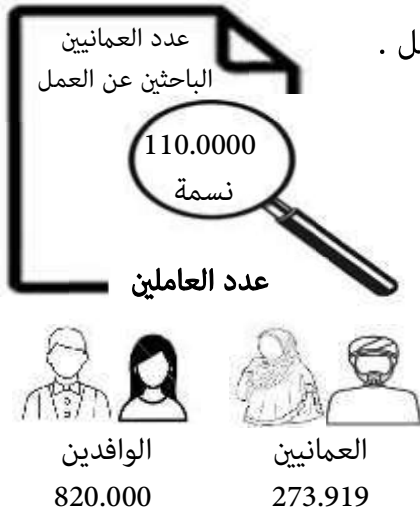 ل .
عدد العمانيين
الباحثين عن العمل
110.0000
نسمة
عدد العاملين
العمانيين
الوافدين
273.919
820.000